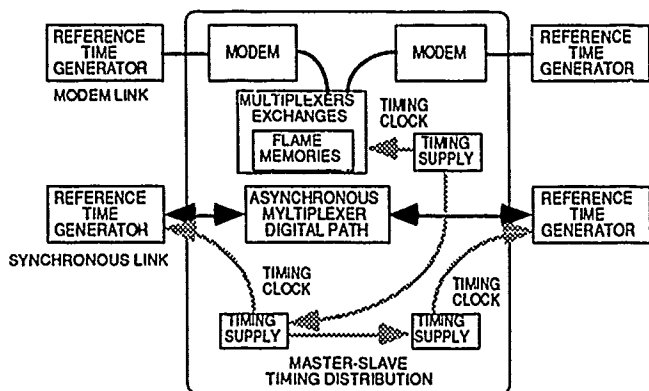 REFERENCE
TIME
GENERATOR
MODEM
MODEM
REFERENCE
TIME
GENERATOR
MODEM LINK
MULTIPLEXERS
EXCHANGES
FLAME
MEMORIES
TIMING
CLOCK
TIMING
SUPPLY
REFERENCE
TIME
GENERATOR
ASYNCHRONOUS
MYLTIPLEXER
DIGITAL PATH
REFERENCE
TIME
GENERATOR
SYNCHRONOUS LINK
TIMING
CLOCK
TIMING
CLOCK
TIMING
SUPPLY
TIMING
SUPPLY
MASTER-SLAVE
TIMING DISTRIBUTION